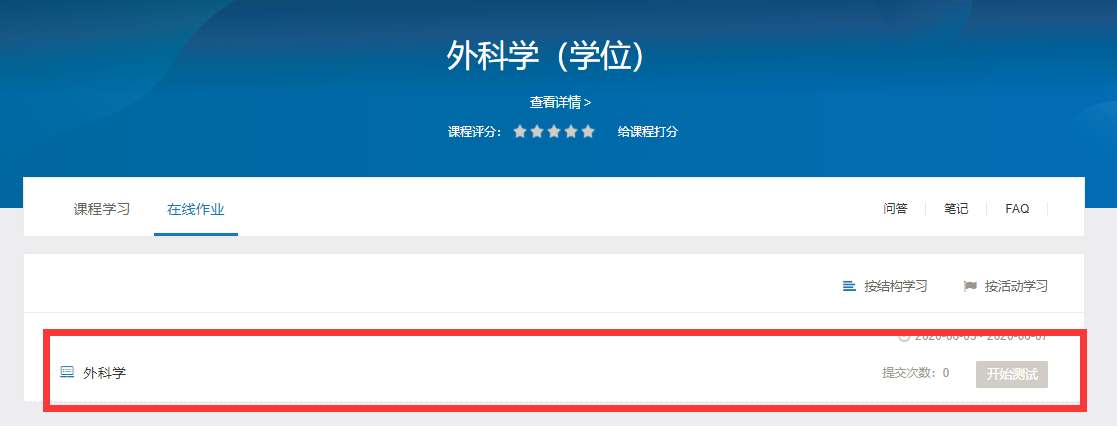 外科学（学位）
查看详情 >
课程评分： 给课程打分
课程学习 在线作业 问答 笔记 FAQ
按结构学习 按活动学习
外科学 提交次数：0 开始测试